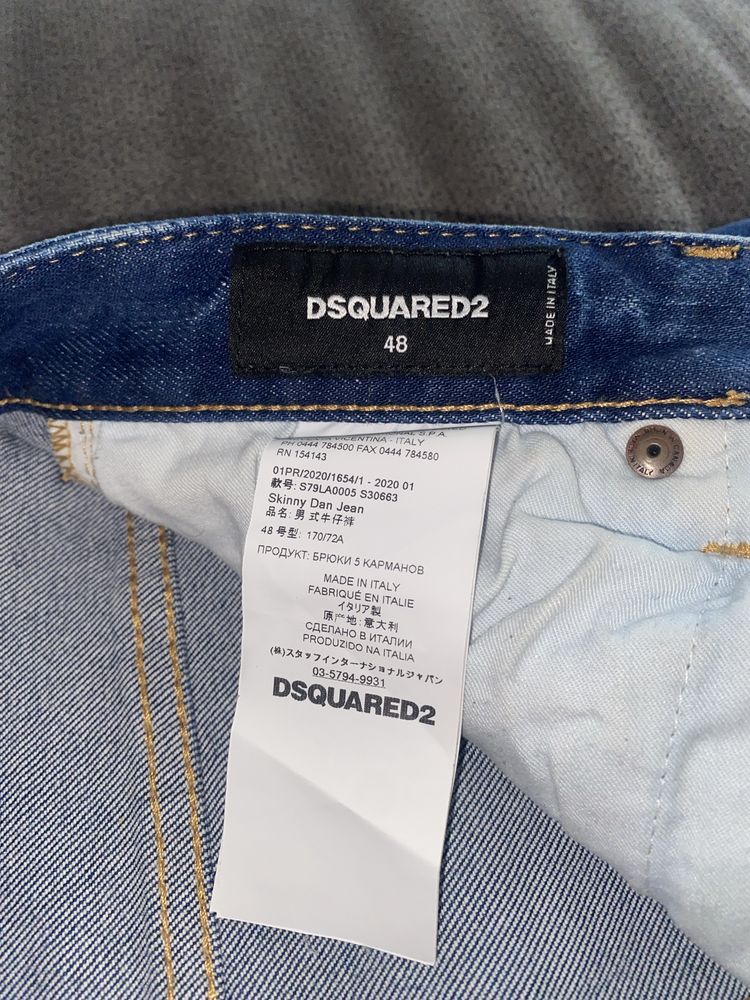 DSQUARED2
48
MADE IN ITALY
S.P.A.
VICENTINA - ITALY
PH 0444 784500 FAX 0444 784580
RN 154143
01PR/2020/1654/1 - 2020 01
款号: S79LA0005 S30663
Skinny Dan Jean
品名: 男 式牛仔裤
48 号型: 170/72A
ПРОДУКТ: БРЮКИ 5 КАРМАНОВ
MADE IN ITALY
FABRIQUÉ EN ITALIE
イタリア製
地: 意大利
СДЕЛАНО В ИТАЛИИ
PRODUZIDO NA ITALIA
(株)スタッフインターナショナルジャパン
03-5794-9931
DSQUARED2